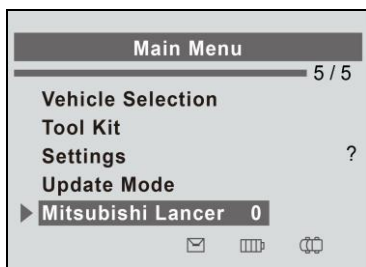 Main Menu
5 / 5
Vehicle Selection
Tool Kit
Settings ?
Update Mode
Mitsubishi Lancer 0